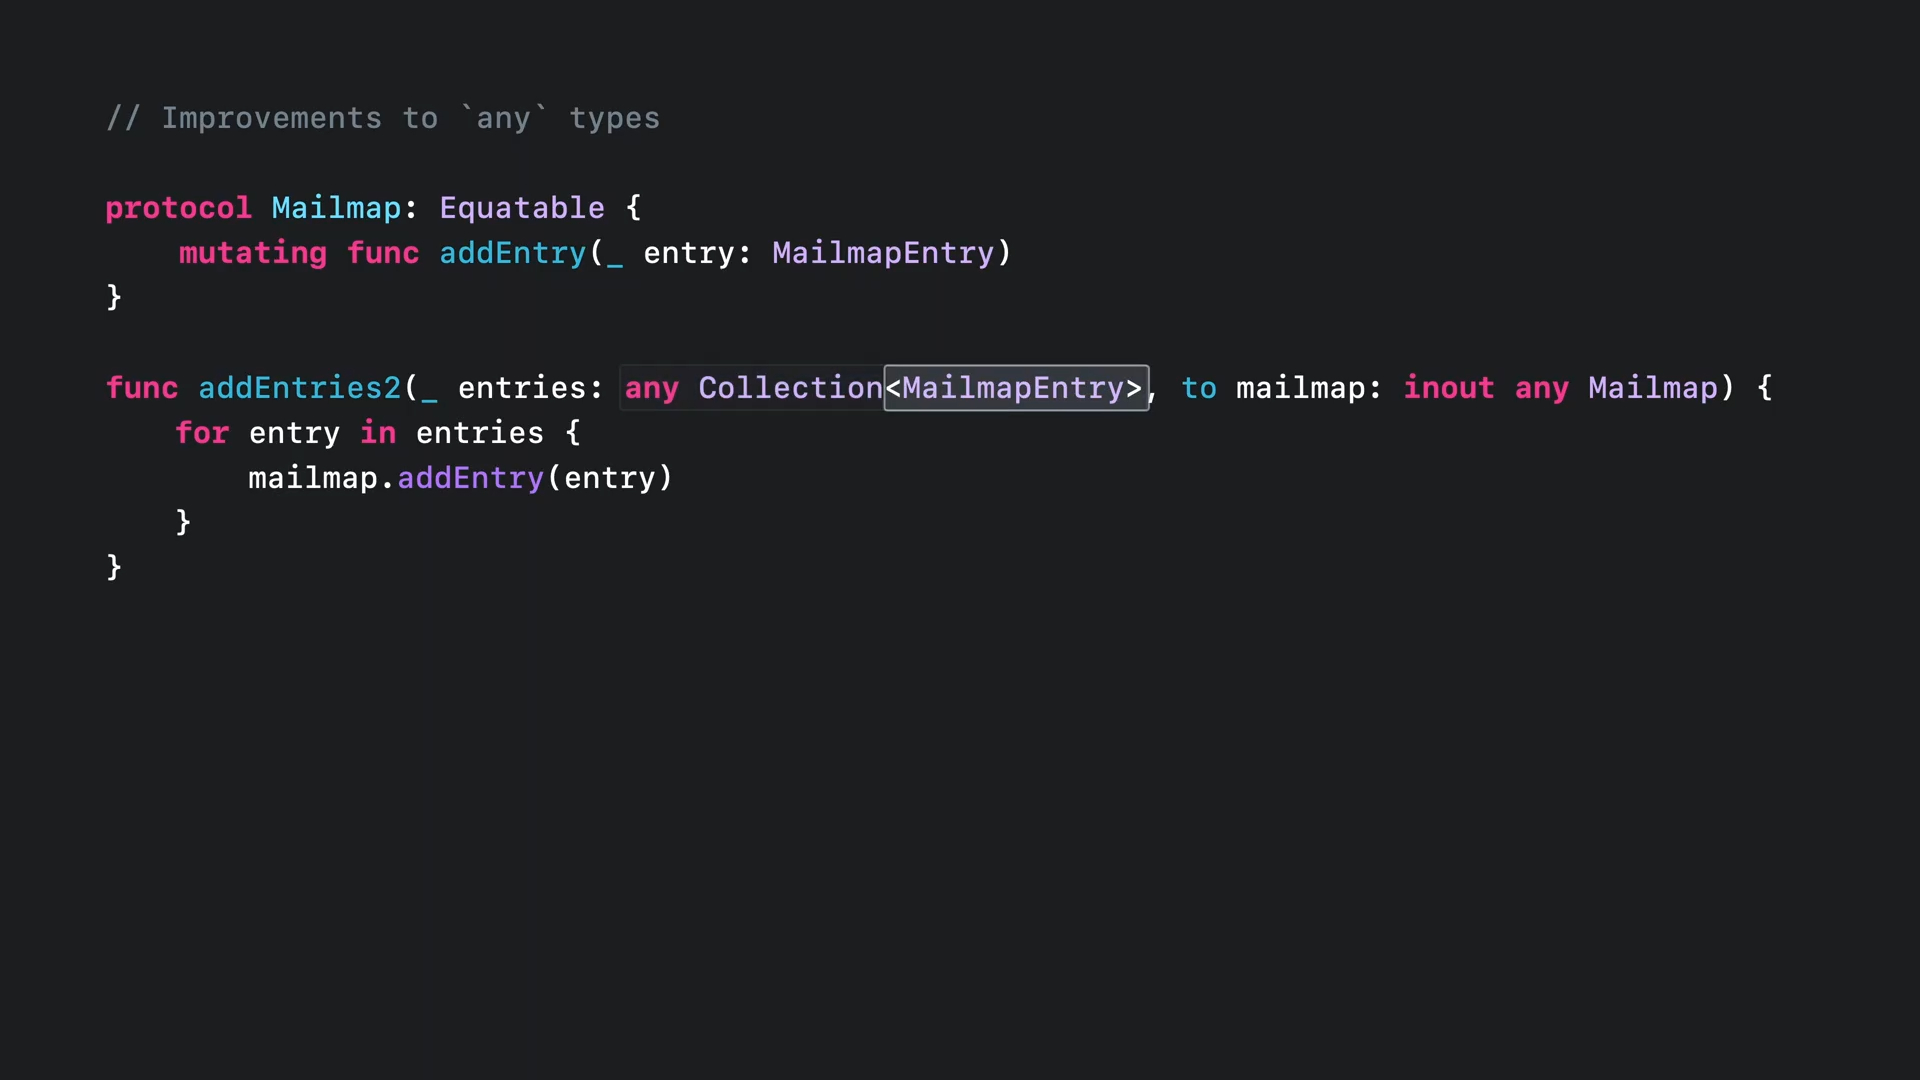 // Improvements to `any` types
protocol Mailmap: Equatable {
    mutating func addEntry(_ entry: MailmapEntry)
}
func addEntries2(_ entries: any Collection<MailmapEntry>, to mailmap: inout any Mailmap) {
    for entry in entries {
        mailmap.addEntry(entry)
    }
}